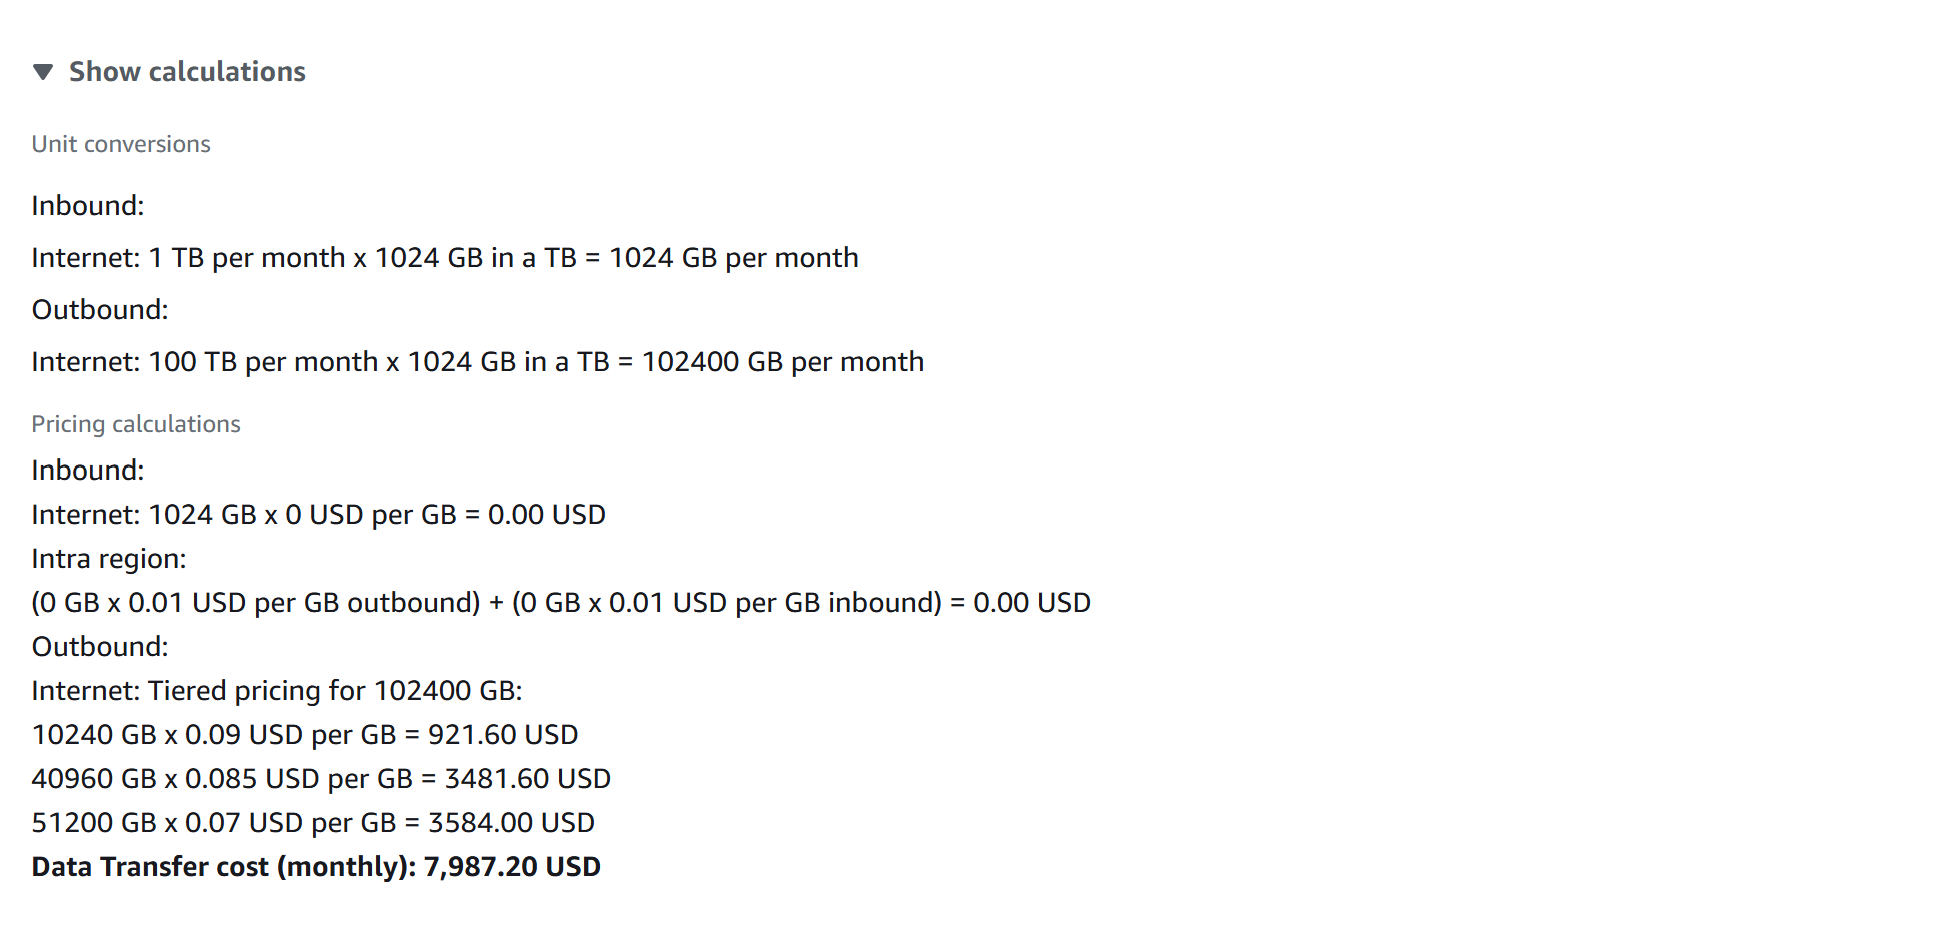 Show calculations
Unit conversions
Inbound:
Internet: 1 TB per month x 1024 GB in a TB = 1024 GB per month
Outbound:
Internet: 100 TB per month x 1024 GB in a TB = 102400 GB per month
Pricing calculations
Inbound:
Internet: 1024 GB x 0 USD per GB = 0.00 USD
Intra region:
(0 GB x 0.01 USD per GB outbound) + (0 GB x 0.01 USD per GB inbound) = 0.00 USD
Outbound:
Internet: Tiered pricing for 102400 GB:
10240 GB x 0.09 USD per GB = 921.60 USD
40960 GB x 0.085 USD per GB = 3481.60 USD
51200 GB x 0.07 USD per GB = 3584.00 USD
Data Transfer cost (monthly): 7,987.20 USD